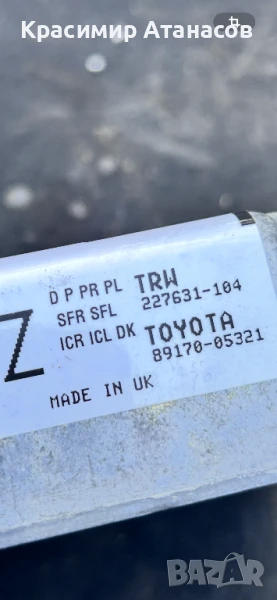 Красимир Атанасов
Z
D P PR PL TRW
SFR SFL 227631-104
ICR ICL DK TOYOTA
89170-05321
MADE IN UK
BAZAR